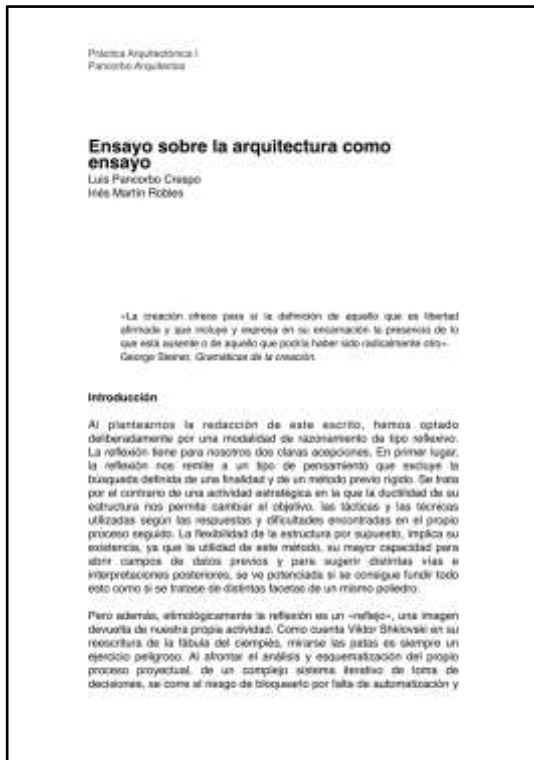 Práctica Arquitectónica I
Pancorbo Arquitectos
Ensayo sobre la arquitectura como
ensayo
Luis Pancorbo Crespo
Inés Martín Robles
«La creación ofrece para sí la definición de aquello que es libertad
afirmada y que incluye y expresa en su encarnación la presencia de lo
que está ausente o de aquello que podría haber sido radicalmente otro».
George Steiner, Gramáticas de la creación.
Introducción
Al plantearnos la redacción de este escrito, hemos optado
deliberadamente por una modalidad de razonamiento de tipo reflexivo.
La reflexión tiene para nosotros dos claras acepciones. En primer lugar,
la reflexión nos remite a un tipo de pensamiento que excluye la
búsqueda definida de una finalidad y de un método previo rígido. Se trata
por el contrario de una actividad estratégica en la que la ductilidad de su
estructura nos permite cambiar el objetivo, las tácticas y las técnicas
utilizadas según las respuestas y dificultades encontradas en el propio
proceso seguido. La flexibilidad de la estructura por supuesto, implica su
existencia, ya que la utilidad de este método, su mayor capacidad para
abrir campos de datos previos y para sugerir distintas vías e
interpretaciones posteriores, se ve potenciada si se consigue fundir todo
esto como si se tratase de distintas facetas de un mismo poliedro.
Pero además, etimológicamente la reflexión es un «reflejo», una imagen
devuelta de nuestra propia actividad. Como cuenta Viktor Shklovski en su
reescritura de la fábula del ciempiés, mirarse las patas es siempre un
ejercicio peligroso. Al afrontar el análisis y esquematización del propio
proceso proyectual, de un complejo sistema iterativo de toma de
decisiones, se corre el riesgo de bloquearlo por falta de automatización y